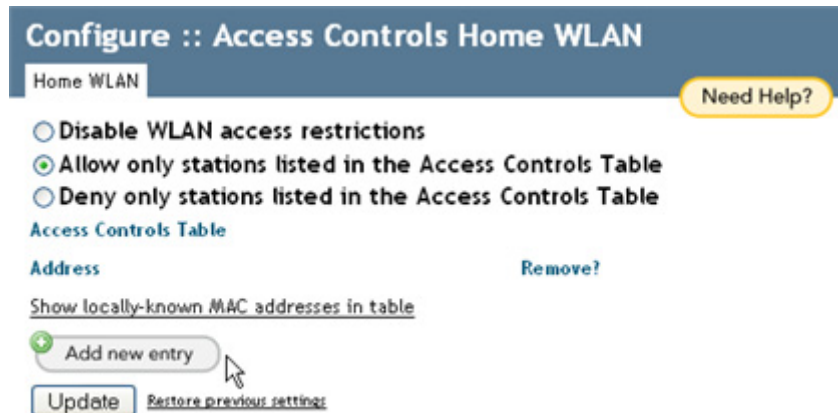 Configure :: Access Controls Home WLAN
Home WLAN
Need Help?
Disable WLAN access restrictions
Allow only stations listed in the Access Controls Table
Deny only stations listed in the Access Controls Table
Access Controls Table
Address Remove?
Show locally-known MAC addresses in table
Add new entry
Update Restore previous settings